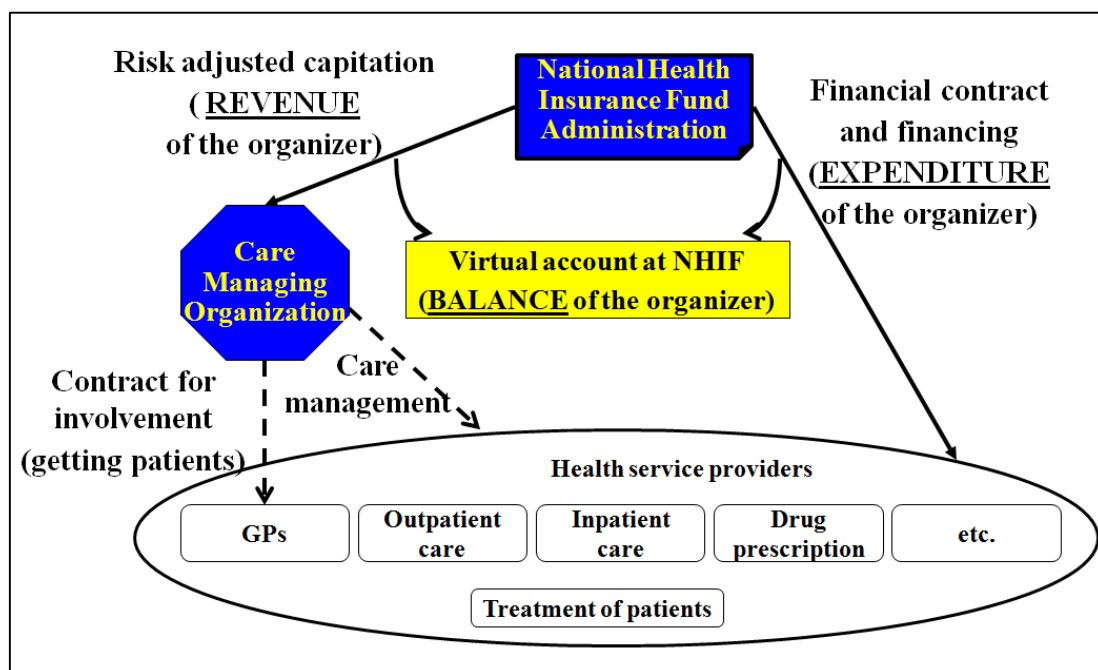 Risk adjusted capitation
( REVENUE
of the organizer)
National Health
Insurance Fund
Administration
Financial contract
and financing
(EXPENDITURE
of the organizer)
Care
Managing
Organization
Virtual account at NHIF
(BALANCE of the organizer)
Contract for
involvement
(getting patients)
Care
management
Health service providers
GPs
Outpatient
care
Inpatient
care
Drug
prescription
etc.
Treatment of patients